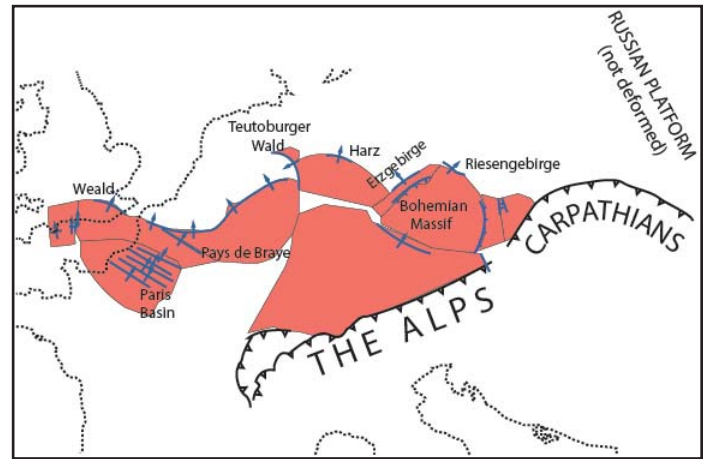 RUSSIAN PLATFORM
(not deformed)
Teutoburger
Wald
Harz
Erzgebirge
Riesengebirge
Weald
Bohemian
Massif
CARPATHIANS
Pays de Braye
Paris
Basin
THE ALPS